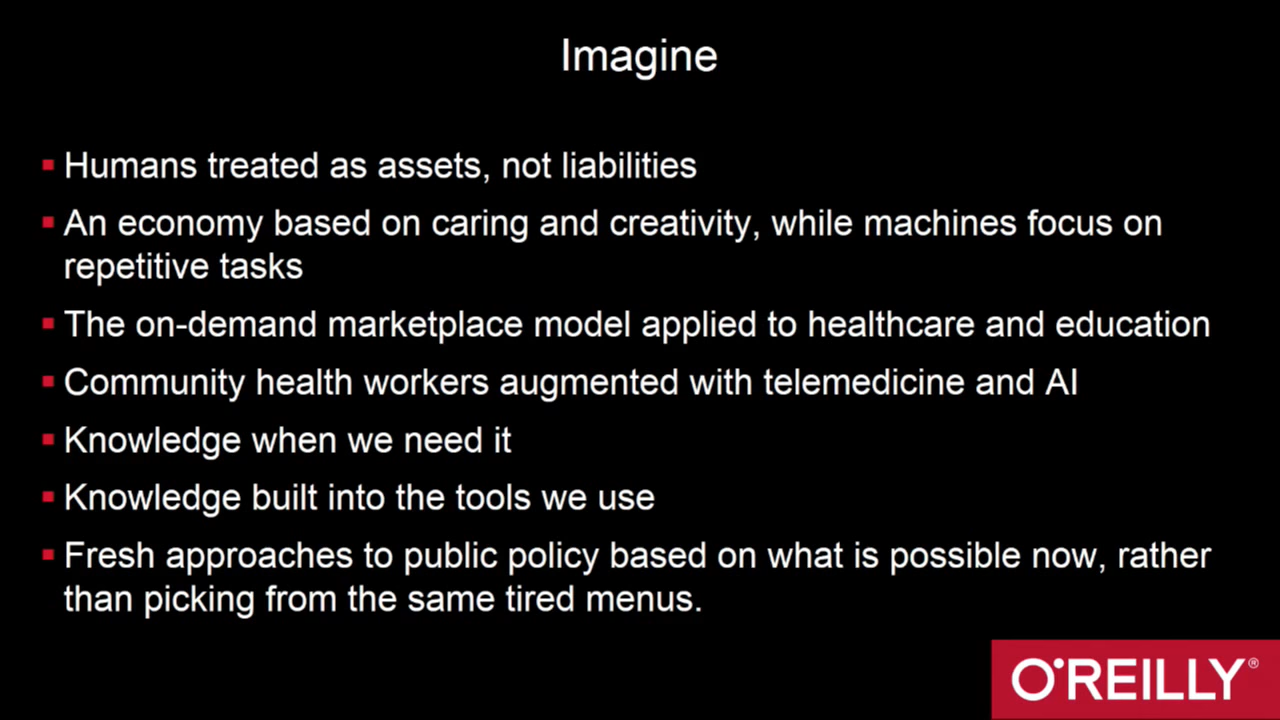 Imagine
Humans treated as assets, not liabilities
An economy based on caring and creativity, while machines focus on
repetitive tasks
The on-demand marketplace model applied to healthcare and education
Community health workers augmented with telemedicine and AI
Knowledge when we need it
Knowledge built into the tools we use
Fresh approaches to public policy based on what is possible now, rather
than picking from the same tired menus.
O'REILLY®